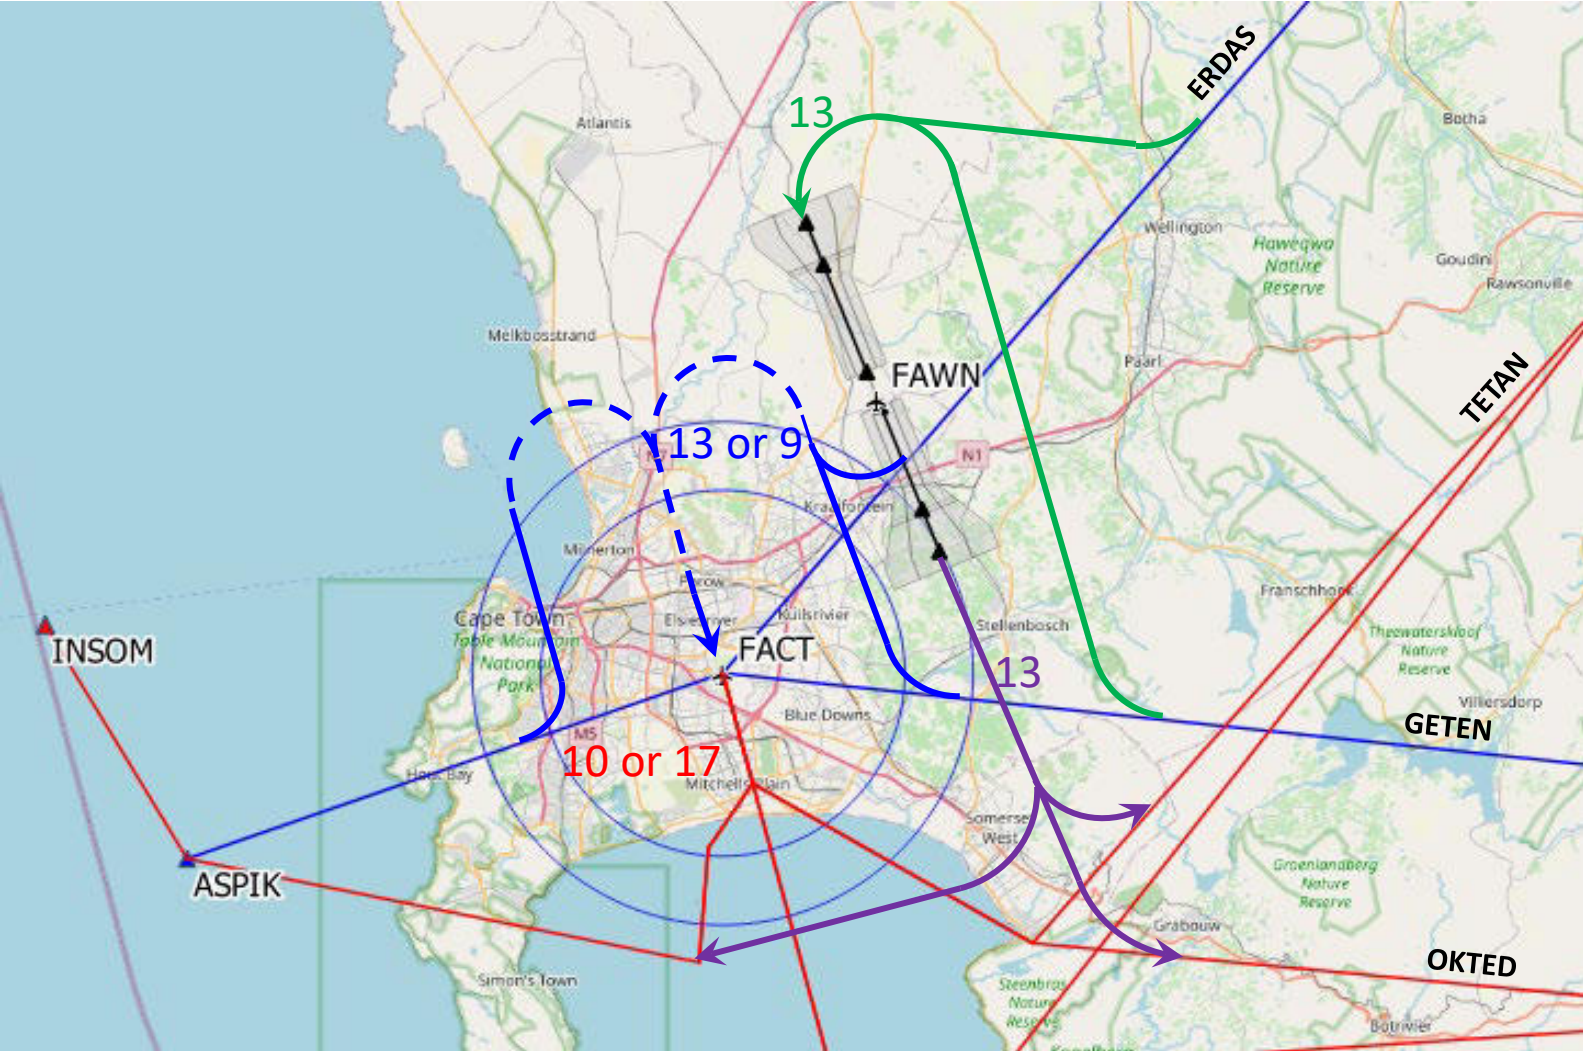 ERDAS
13
Atlantis
Botha
Wellington
Haweqwa
Nature
Reserve
Goudini
Rawsonville
Melkbosstrand
FAWN
Paarl
TETAN
13 or 9
N7
N1
Kraaifontein
Milnerton
Parow
Cape Town
Elsiesriver
Kuilsrivier
Stellenbosch
Franschhoek
INSOM
Table Mountain
National
Park
FACT
Theewaterskloof
Nature
Reserve
13
Villiersdorp
Blue Downs
GETEN
M5
10 or 17
Hout Bay
Mitchells Plain
Somerset
West
ASPIK
Groenlandberg
Nature
Reserve
Grabouw
OKTED
Simon's Town
Steenbras
Nature
Reserve
Botrivier